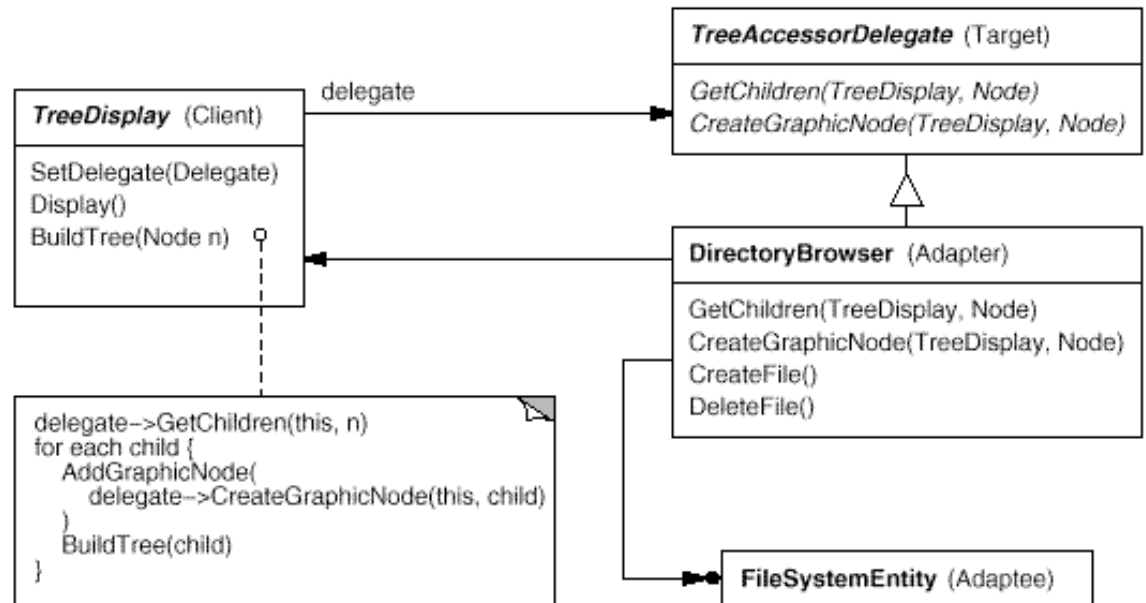 TreeAccessorDelegate (Target)
GetChildren(TreeDisplay, Node)
CreateGraphicNode(TreeDisplay, Node)
delegate
TreeDisplay (Client)
SetDelegate(Delegate)
Display()
BuildTree(Node n)
DirectoryBrowser (Adapter)
GetChildren(TreeDisplay, Node)
CreateGraphicNode(TreeDisplay, Node)
CreateFile()
DeleteFile()
delegate–>GetChildren(this, n)
for each child {
AddGraphicNode(
delegate–>CreateGraphicNode(this, child)
)
BuildTree(child)
}
FileSystemEntity (Adaptee)